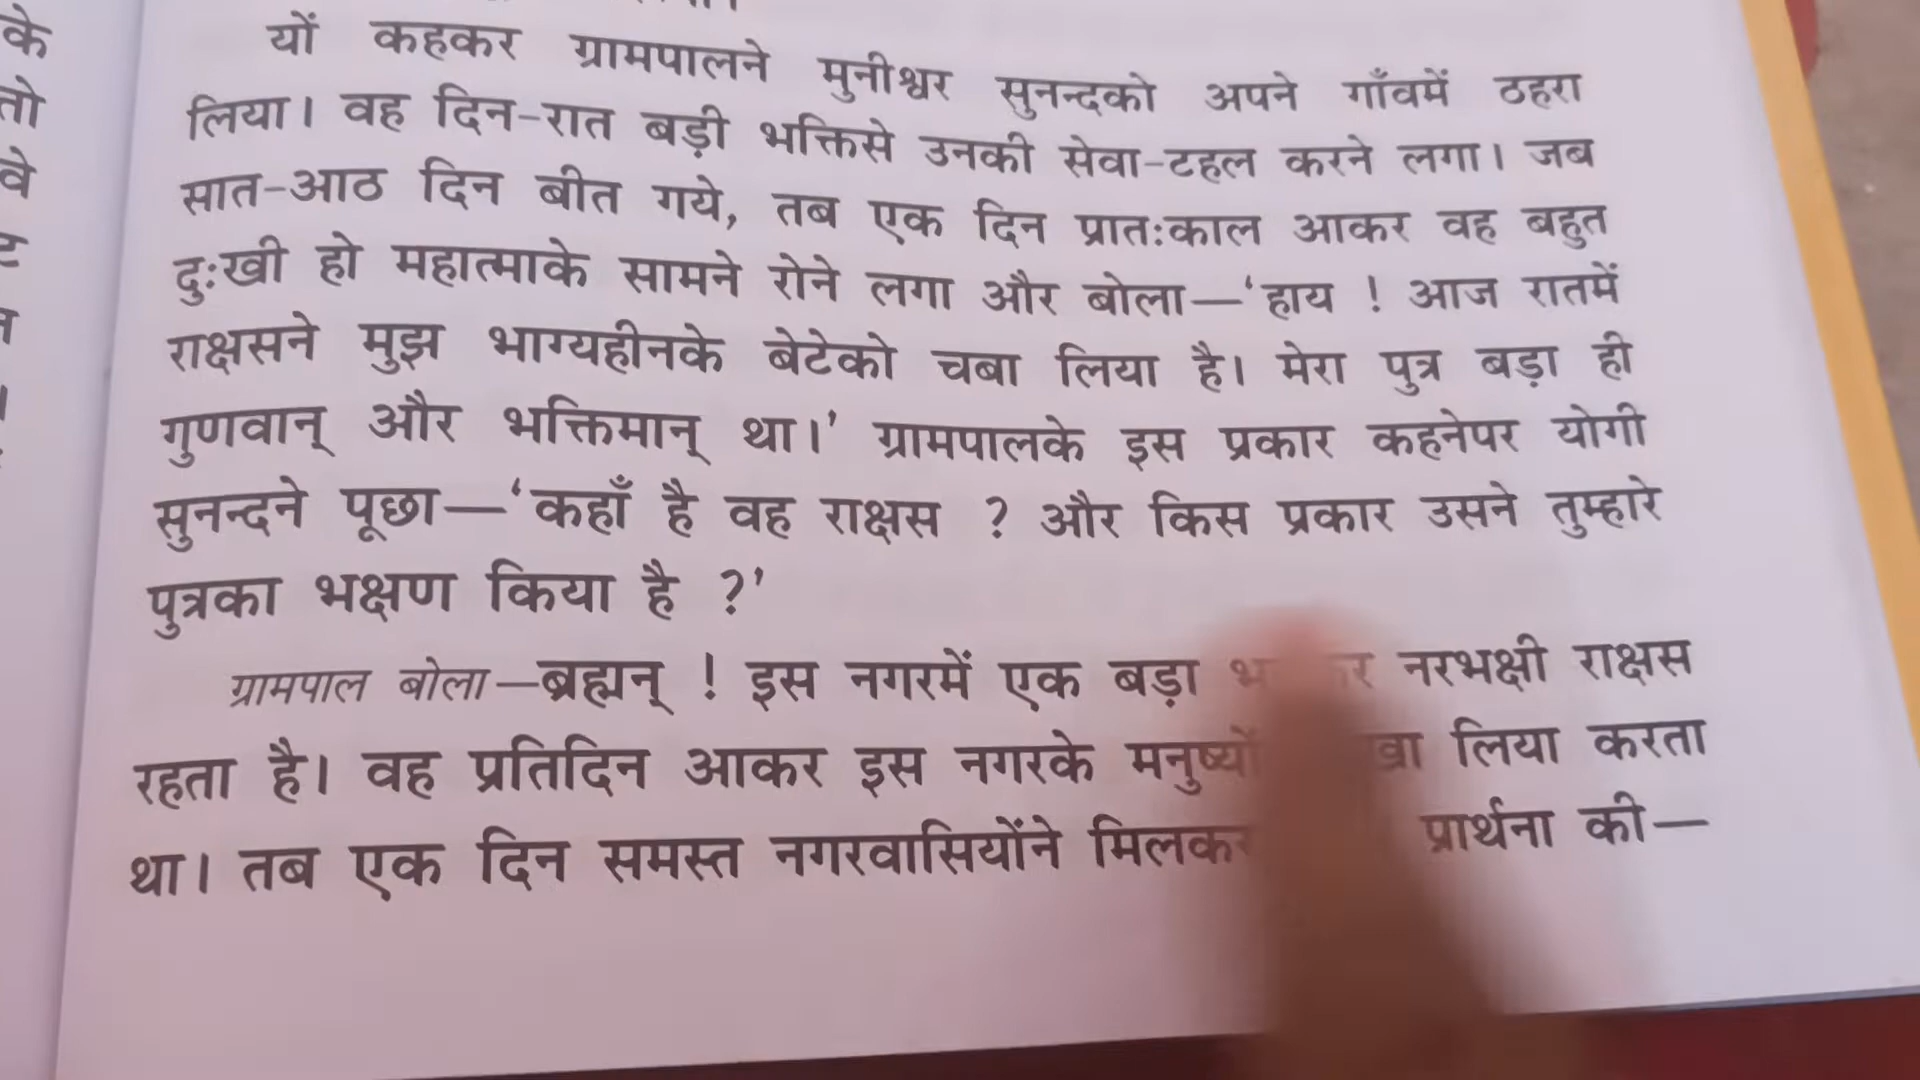 यों कहकर ग्रामपालने मुनीश्वर सुनन्दको अपने गाँवमें ठहरा
लिया। वह दिन-रात बड़ी भक्तिसे उनकी सेवा-टहल करने लगा। जब
सात-आठ दिन बीत गये, तब एक दिन प्रातःकाल आकर वह बहुत
दुःखी हो महात्माके सामने रोने लगा और बोला—‘हाय ! आज रातमें
राक्षसने मुझ भाग्यहीनके बेटेको चबा लिया है। मेरा पुत्र बड़ा ही
गुणवान् और भक्तिमान् था।’ ग्रामपालके इस प्रकार कहनेपर योगी
सुनन्दने पूछा—‘कहाँ है वह राक्षस ? और किस प्रकार उसने तुम्हारे
पुत्रका भक्षण किया है ?’
ग्रामपाल बोला—ब्रह्मन् ! इस नगरमें एक बड़ा नरभक्षी राक्षस
रहता है। वह प्रतिदिन आकर इस नगरके लिया करता
था। तब एक दिन समस्त नगरवासियोंने मिलकर प्रार्थना की—